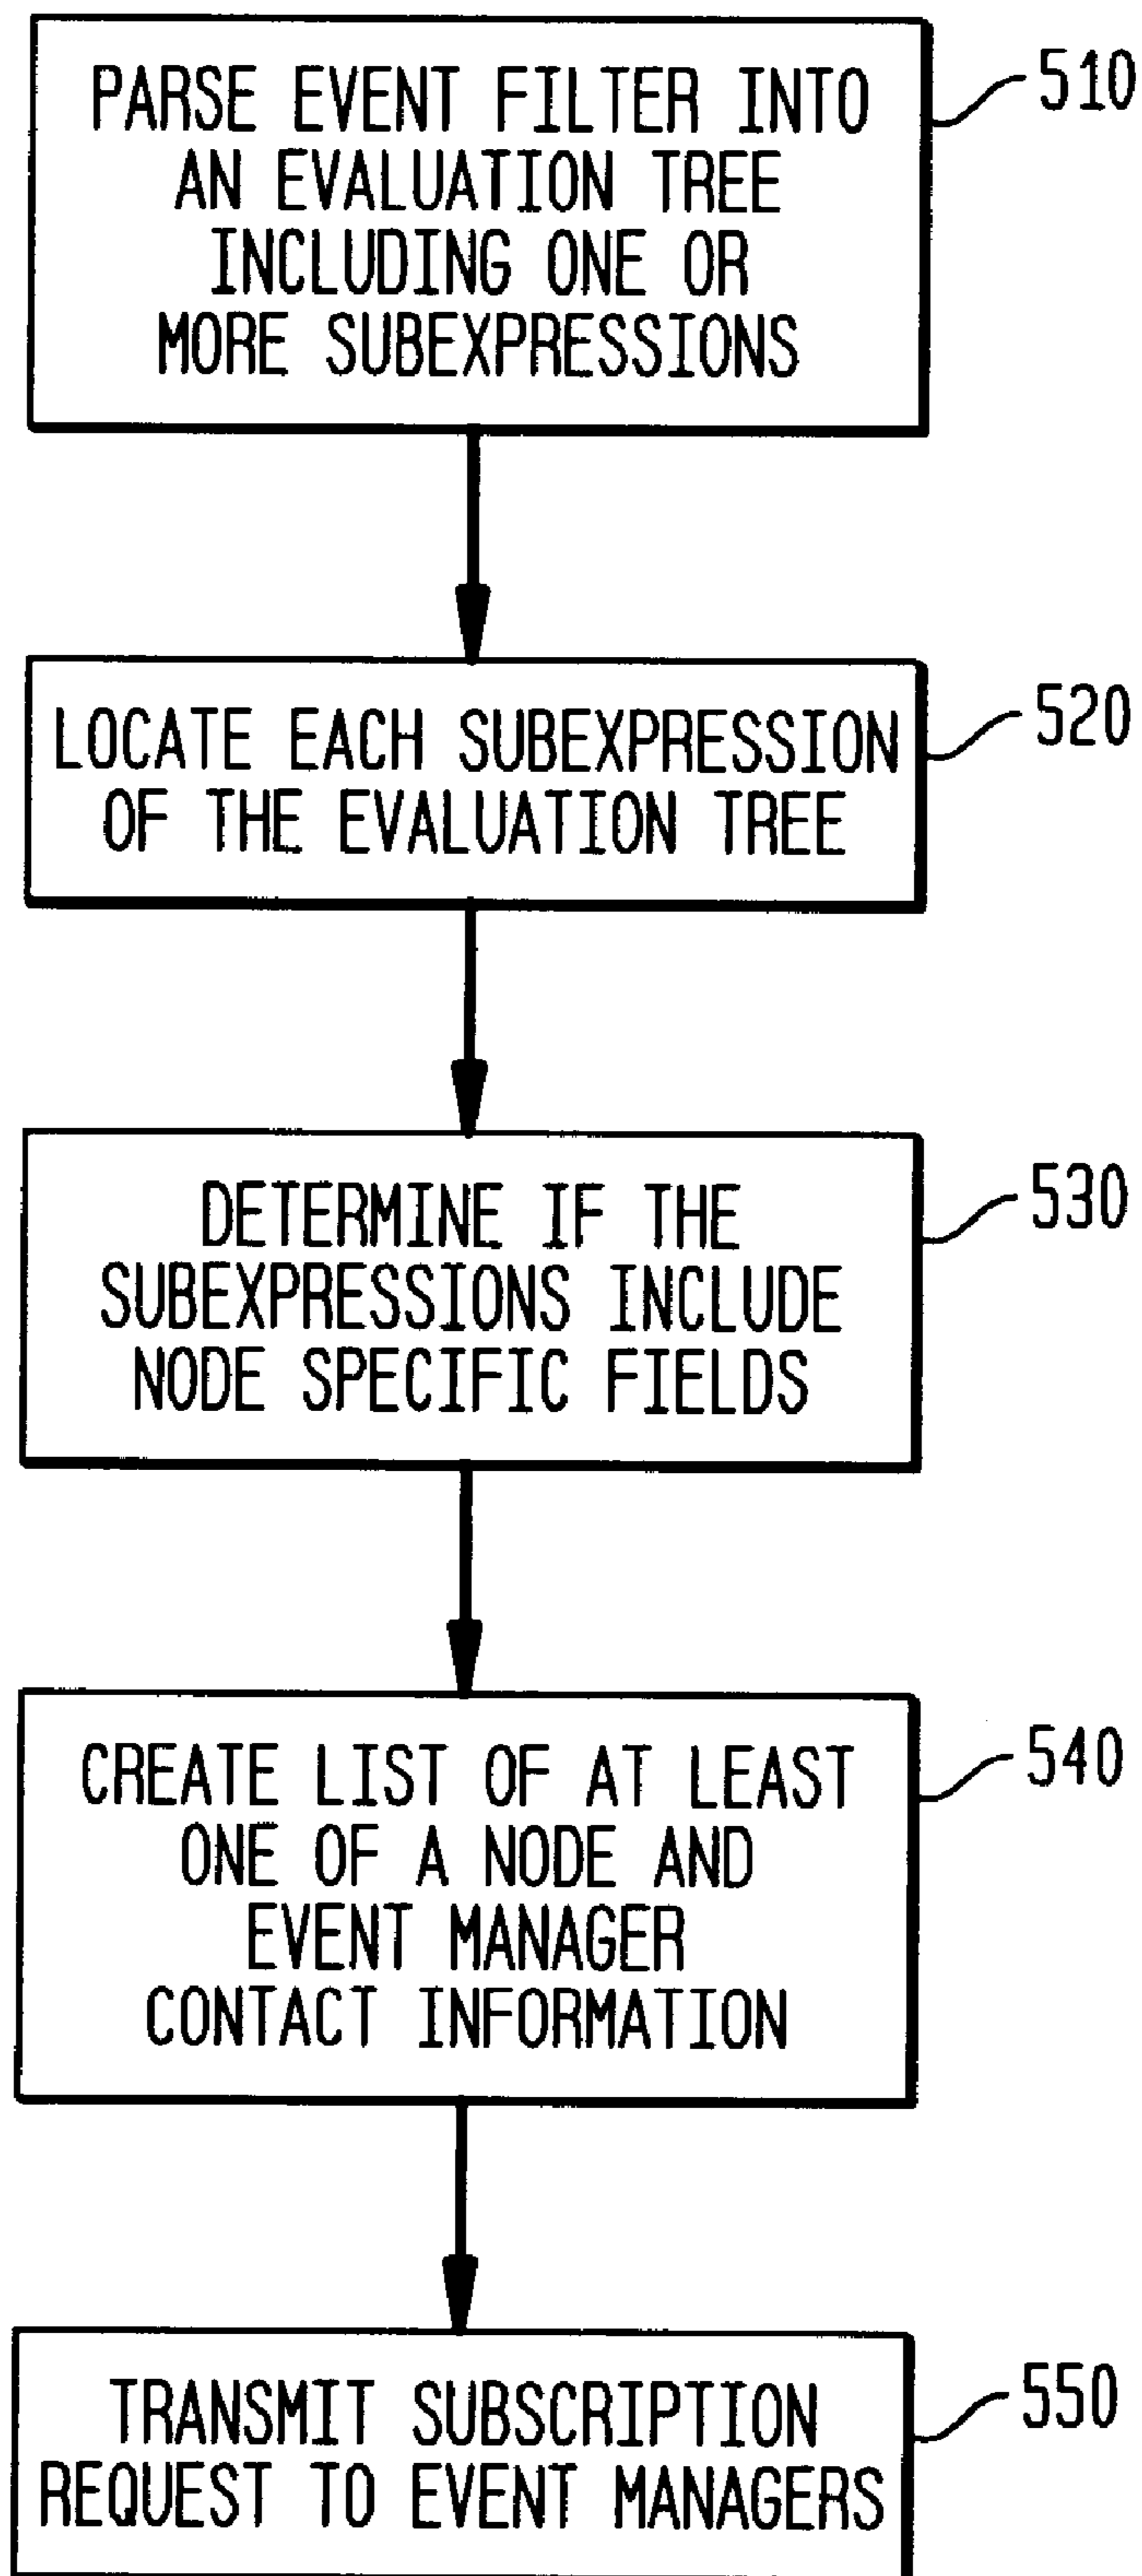 PARSE EVENT FILTER INTO
AN EVALUATION TREE
INCLUDING ONE OR
MORE SUBEXPRESSIONS
510
LOCATE EACH SUBEXPRESSION
OF THE EVALUATION TREE
520
DETERMINE IF THE
SUBEXPRESSIONS INCLUDE
NODE SPECIFIC FIELDS
530
CREATE LIST OF AT LEAST
ONE OF A NODE AND
EVENT MANAGER
CONTACT INFORMATION
540
TRANSMIT SUBSCRIPTION
REQUEST TO EVENT MANAGERS
550